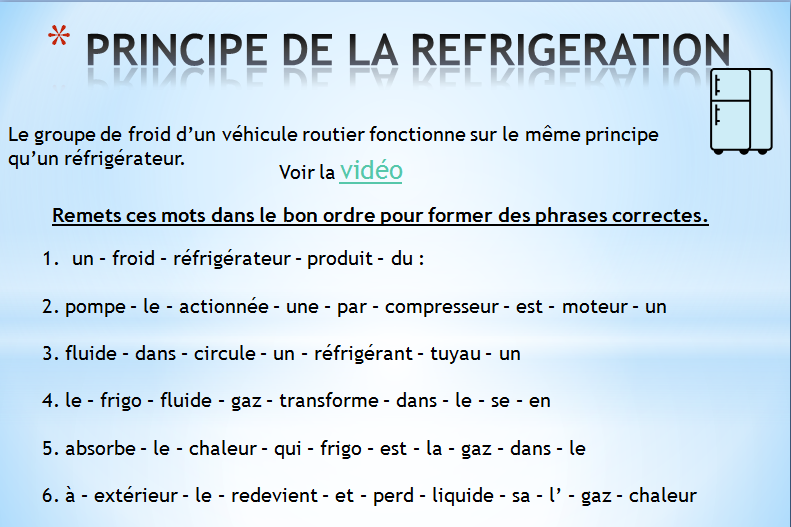 * PRINCIPE DE LA REFRIGERATION
Le groupe de froid d’un véhicule routier fonctionne sur le même principe
qu’un réfrigérateur.
Voir la vidéo
Remets ces mots dans le bon ordre pour former des phrases correctes.
1. un – froid – réfrigérateur – produit – du :
2. pompe – le – actionnée – une – par – compresseur – est – moteur – un
3. fluide – dans – circule – un – réfrigérant – tuyau – un
4. le – frigo – fluide – gaz – transforme – dans – le – se – en
5. absorbe – le – chaleur – qui – frigo – est – la – gaz – dans – le
6. à – extérieur – le – redevient – et – perd – liquide – sa – l’ – gaz – chaleur